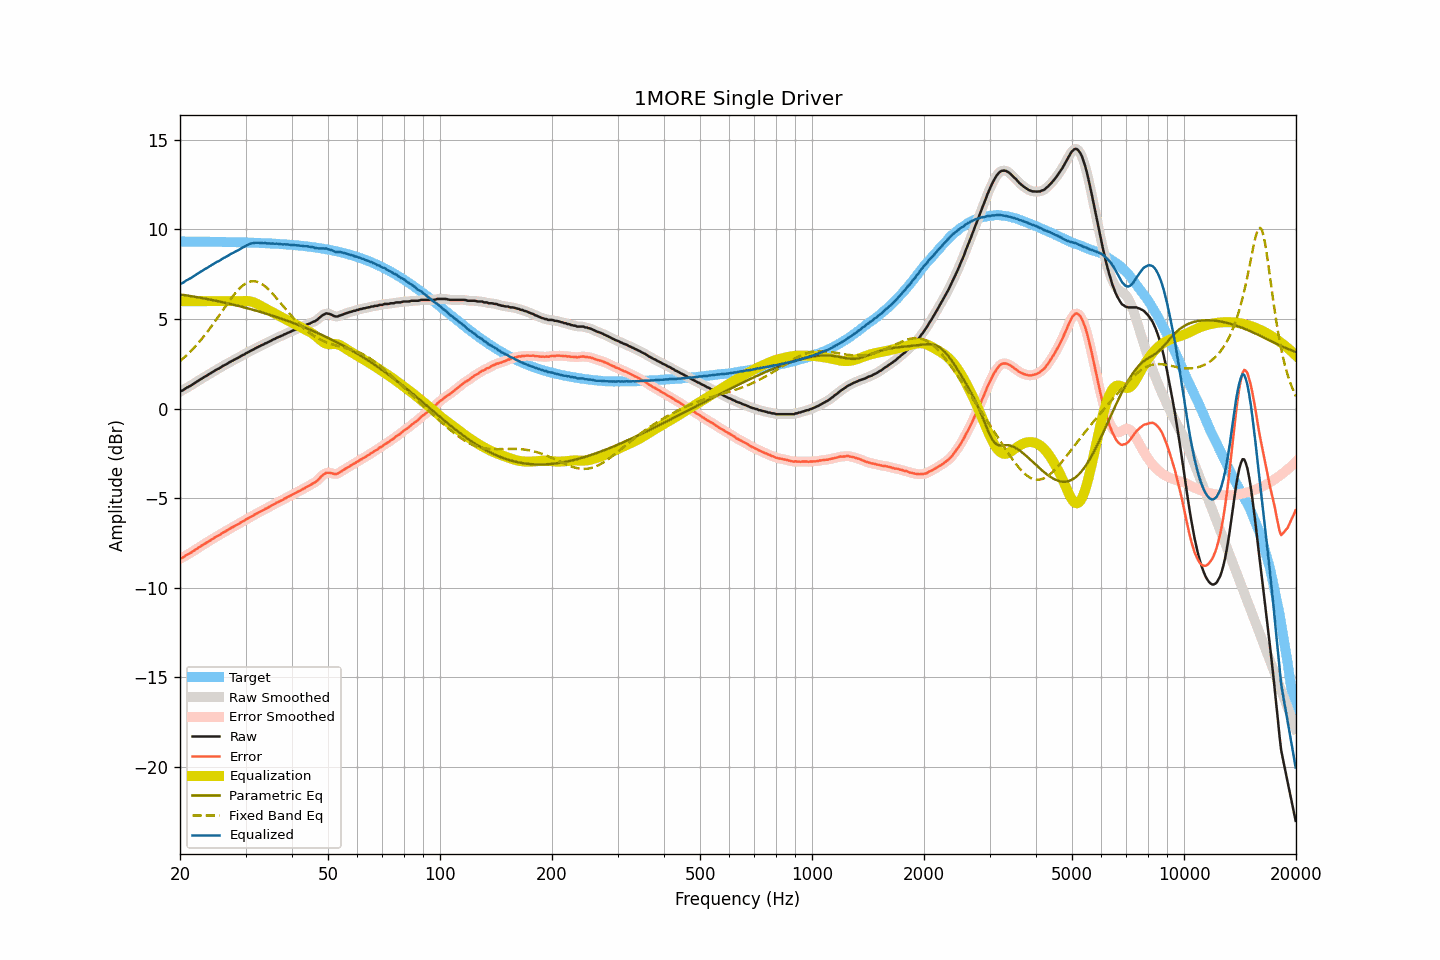 1MORE Single Driver
Amplitude (dBr)
15
10
5
0
−5
−10
−15
−20
Target
Raw Smoothed
Error Smoothed
Raw
Error
Equalization
Parametric Eq
Fixed Band Eq
Equalized
20 50 100 200 500 1000 2000 5000 10000 20000
Frequency (Hz)